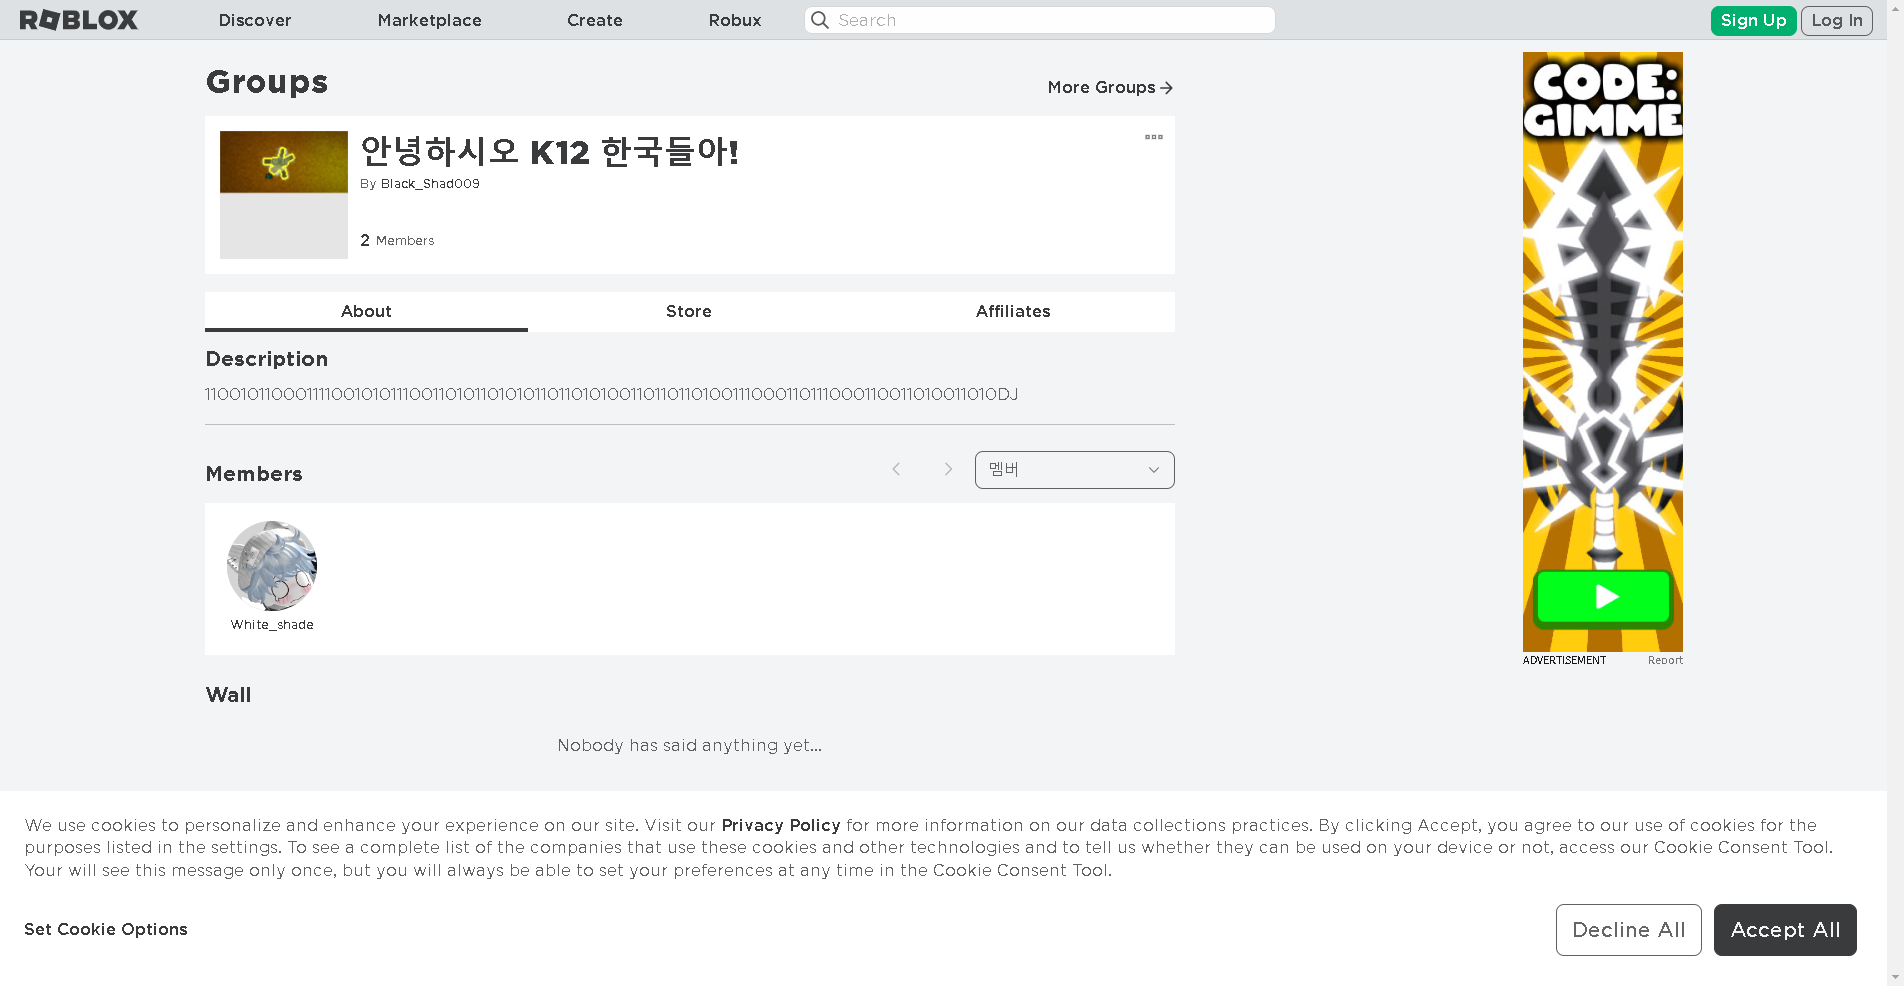 ROBLOX
Discover
Marketplace
Create
Robux
Search
Sign Up
Log In
Groups
More Groups
안녕하시오 K12 한국들아!
By Black_Shad009
2 Members
About
Store
Affiliates
Description
1100101100011110010101110011010110101011011010100110110110100111000110111000110011010011010DJ
Members
멤버
White_shade
Wall
Nobody has said anything yet...
CODE:
GIMME
ADVERTISEMENT
Report
We use cookies to personalize and enhance your experience on our site. Visit our Privacy Policy for more information on our data collections practices. By clicking Accept, you agree to our use of cookies for the
purposes listed in the settings. To see a complete list of the companies that use these cookies and other technologies and to tell us whether they can be used on your device or not, access our Cookie Consent Tool.
Your will see this message only once, but you will always be able to set your preferences at any time in the Cookie Consent Tool.
Set Cookie Options
Decline All
Accept All